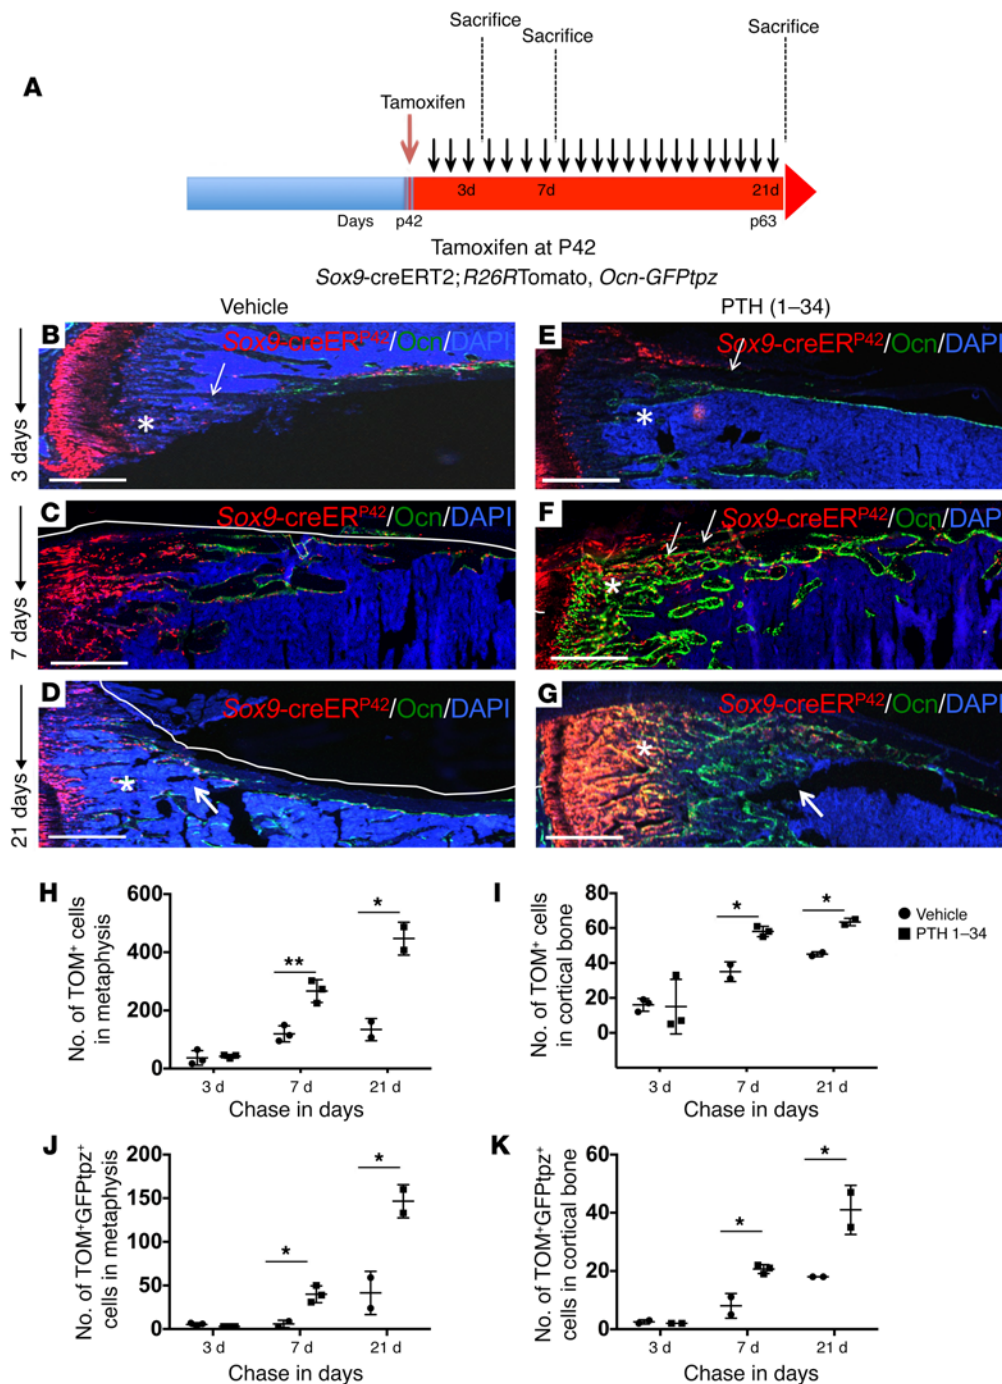 Sacrifice
Sacrifice
Sacrifice
A
Tamoxifen
3d 7d 21d
Days p42 p63
Tamoxifen at P42
Sox9-creERT2; R26RTomato, Ocn-GFPtpz
Vehicle PTH (1–34)
B Sox9-creERP42/Ocn/DAPI
E Sox9-creERP42/Ocn/DAPI
3 days
*
*
C Sox9-creERP42/Ocn/DAPI
F Sox9-creERP42/Ocn/DAPI
7 days
*
D Sox9-creERP42/Ocn/DAPI
G Sox9-creERP42/Ocn/DAPI
21 days
*
*
H
No. of TOM+ cells
in metaphysis
600
400
200
0
**
*
3 d 7 d 21 d
Chase in days
I
No. of TOM+ cells
in cortical bone
80
60
40
20
0
*
*
3 d 7 d 21 d
Chase in days
Vehicle
PTH 1–34
J
No. of TOM+GFPtpz+
cells in metaphysis
200
150
100
50
0
*
*
3 d 7 d 21 d
Chase in days
K
No. of TOM+GFPtpz+
cells in cortical bone
60
40
20
0
*
*
3 d 7 d 21 d
Chase in days